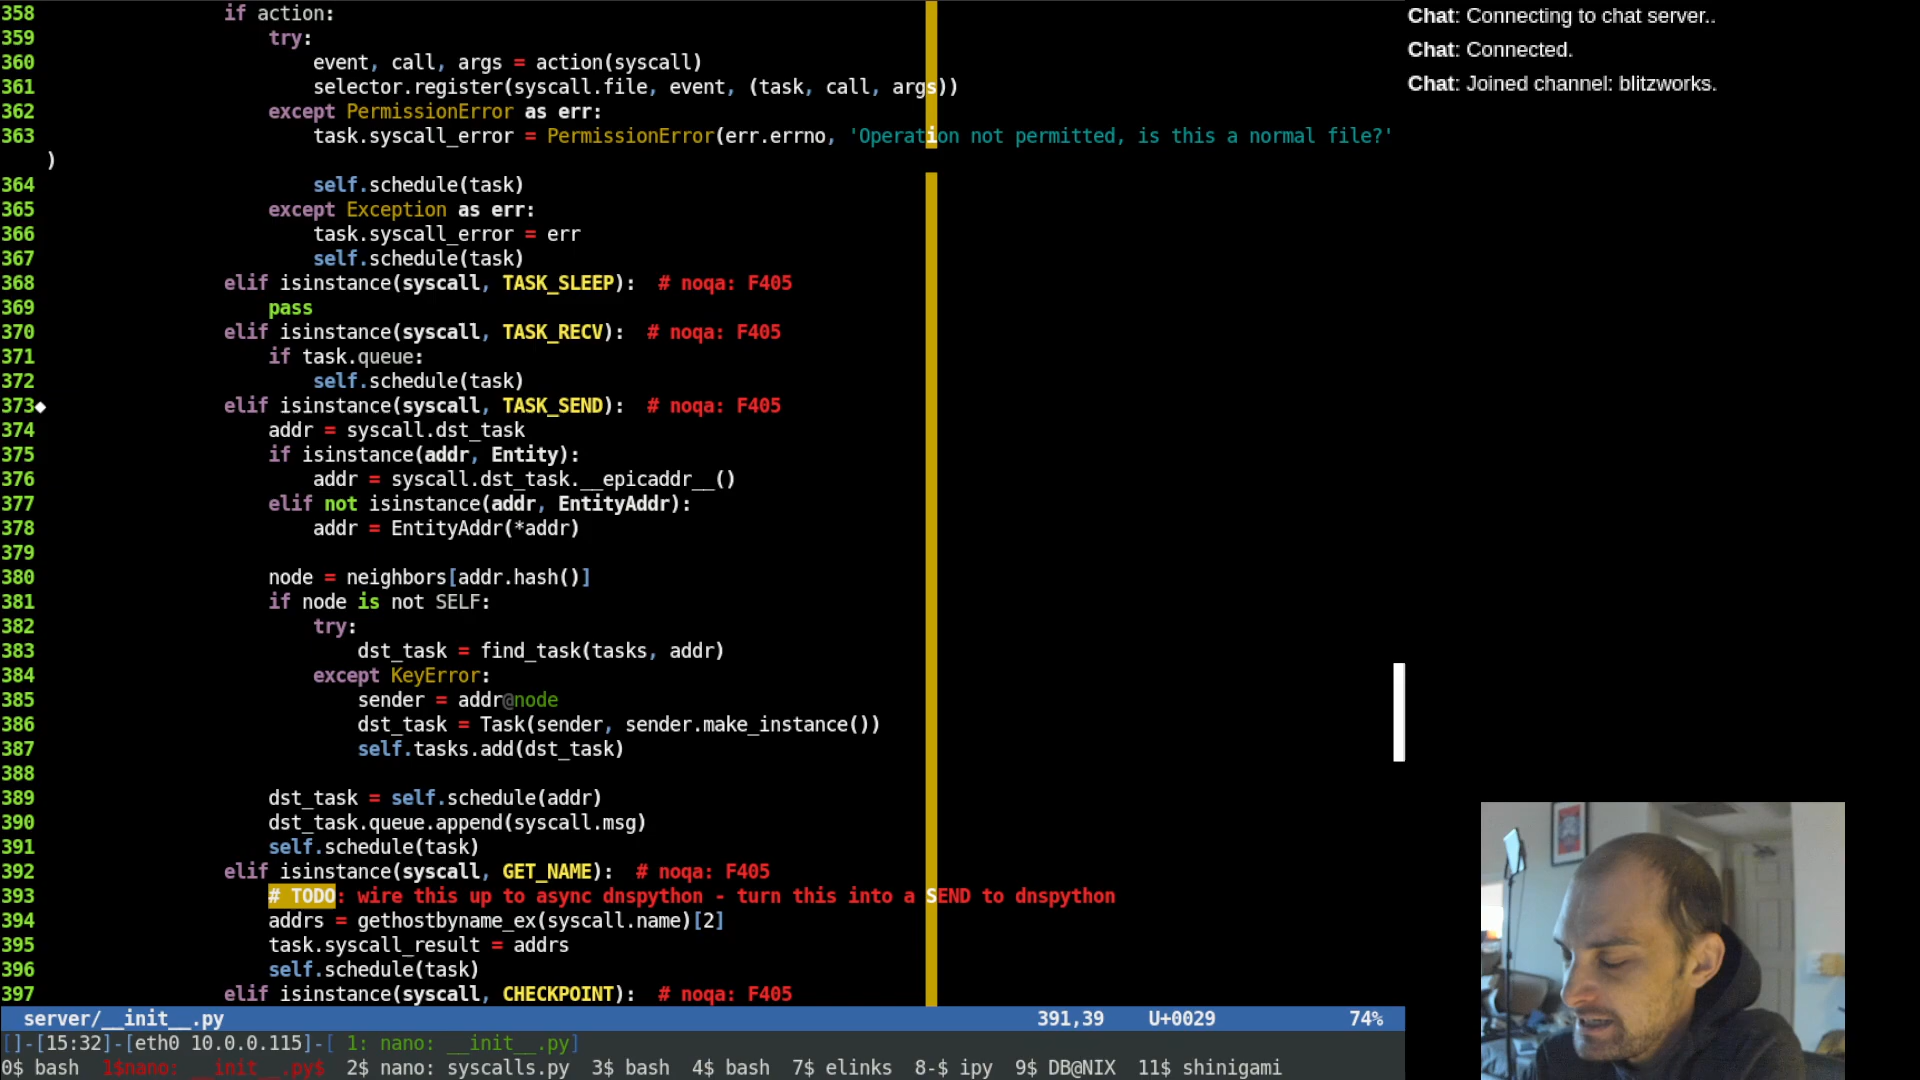 358                 if action:
359                     try:
360                         event, call, args = action(syscall)
361                         selector.register(syscall.file, event, (task, call, args))
362                     except PermissionError as err:
363                         task.syscall_error = PermissionError(err.errno, 'Operation not permitted, is this a normal file?'
)
364                         self.schedule(task)
365                     except Exception as err:
366                         task.syscall_error = err
367                         self.schedule(task)
368                 elif isinstance(syscall, TASK_SLEEP):  # noqa: F405
369                     pass
370                 elif isinstance(syscall, TASK_RECV):  # noqa: F405
371                     if task.queue:
372                         self.schedule(task)
373◆                elif isinstance(syscall, TASK_SEND):  # noqa: F405
374                     addr = syscall.dst_task
375                     if isinstance(addr, Entity):
376                         addr = syscall.dst_task.__epicaddr__()
377                     elif not isinstance(addr, EntityAddr):
378                         addr = EntityAddr(*addr)
379
380                     node = neighbors[addr.hash()]
381                     if node is not SELF:
382                         try:
383                             dst_task = find_task(tasks, addr)
384                         except KeyError:
385                             sender = addr@node
386                             dst_task = Task(sender, sender.make_instance())
387                             self.tasks.add(dst_task)
388
389                     dst_task = self.schedule(addr)
390                     dst_task.queue.append(syscall.msg)
391                     self.schedule(task)
392                 elif isinstance(syscall, GET_NAME):  # noqa: F405
393                     # TODO: wire this up to async dnspython - turn this into a SEND to dnspython
394                     addrs = gethostbyname_ex(syscall.name)[2]
395                     task.syscall_result = addrs
396                     self.schedule(task)
397                 elif isinstance(syscall, CHECKPOINT):  # noqa: F405
server/__init__.py 391,39 U+0029 74%
[]-[15:32]-[eth0 10.0.0.115]-[ 1: nano: __init__.py]
0$ bash  1$nano: __init__.py$  2$ nano: syscalls.py  3$ bash  4$ bash  7$ elinks  8-$ ipy  9$ DB@NIX  11$ shinigami
Chat: Connecting to chat server..
Chat: Connected.
Chat: Joined channel: blitzworks.